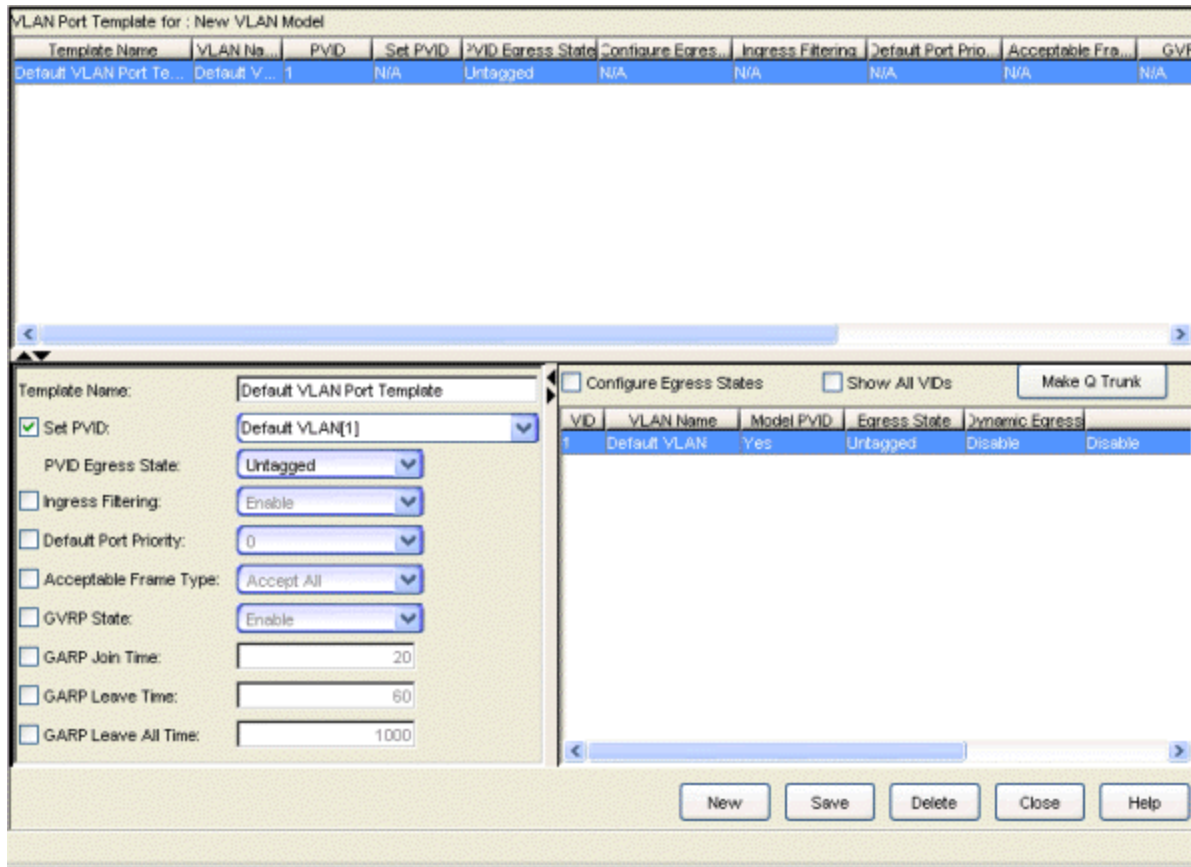 VLAN Port Template for : New VLAN Model
Template Name VLAN Na... PVID Set PVID PVID Egress State Configure Egres... Ingress Filtering Default Port Prio... Acceptable Fra... GVR
Default VLAN Port Te... Default V... 1 N/A Untagged N/A N/A N/A N/A N/A
Template Name: Default VLAN Port Template
Set PVID: Default VLAN[1]
PVID Egress State: Untagged
Ingress Filtering: Enable
Default Port Priority: 0
Acceptable Frame Type: Accept All
GVRP State: Enable
GARP Join Time: 20
GARP Leave Time: 60
GARP Leave All Time: 1000
Configure Egress States Show All VIDs Make Q Trunk
VID VLAN Name Model PVID Egress State Dynamic Egress
1 Default VLAN Yes Untagged Disable Disable
New Save Delete Close Help